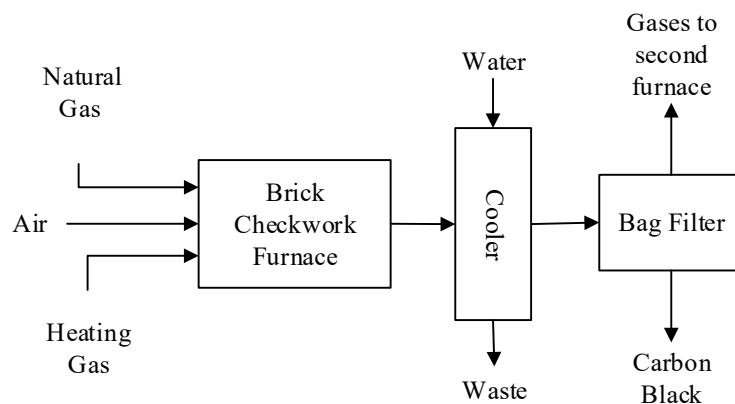 Natural
Gas
Air
Heating
Gas
Brick
Checkwork
Furnace
Water
Cooler
Waste
Gases to
second
furnace
Bag Filter
Carbon
Black